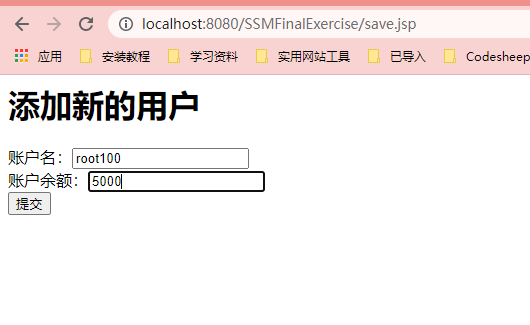 localhost:8080/SSMFinalExercise/save.jsp
应用 安装教程 学习资料 实用网站工具 已导入 Codesheep
添加新的用户
账户名：root100
账户余额：5000
提交